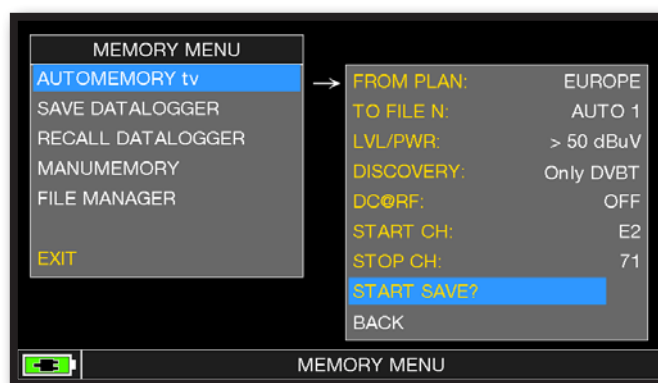 MEMORY MENU
AUTOMEMORY tv
SAVE DATALOGGER
RECALL DATALOGGER
MANUMEMORY
FILE MANAGER
EXIT
FROM PLAN: EUROPE
TO FILE N: AUTO 1
LVL/PWR: > 50 dBuV
DISCOVERY: Only DVBT
DC@RF: OFF
START CH: E2
STOP CH: 71
START SAVE?
BACK
MEMORY MENU